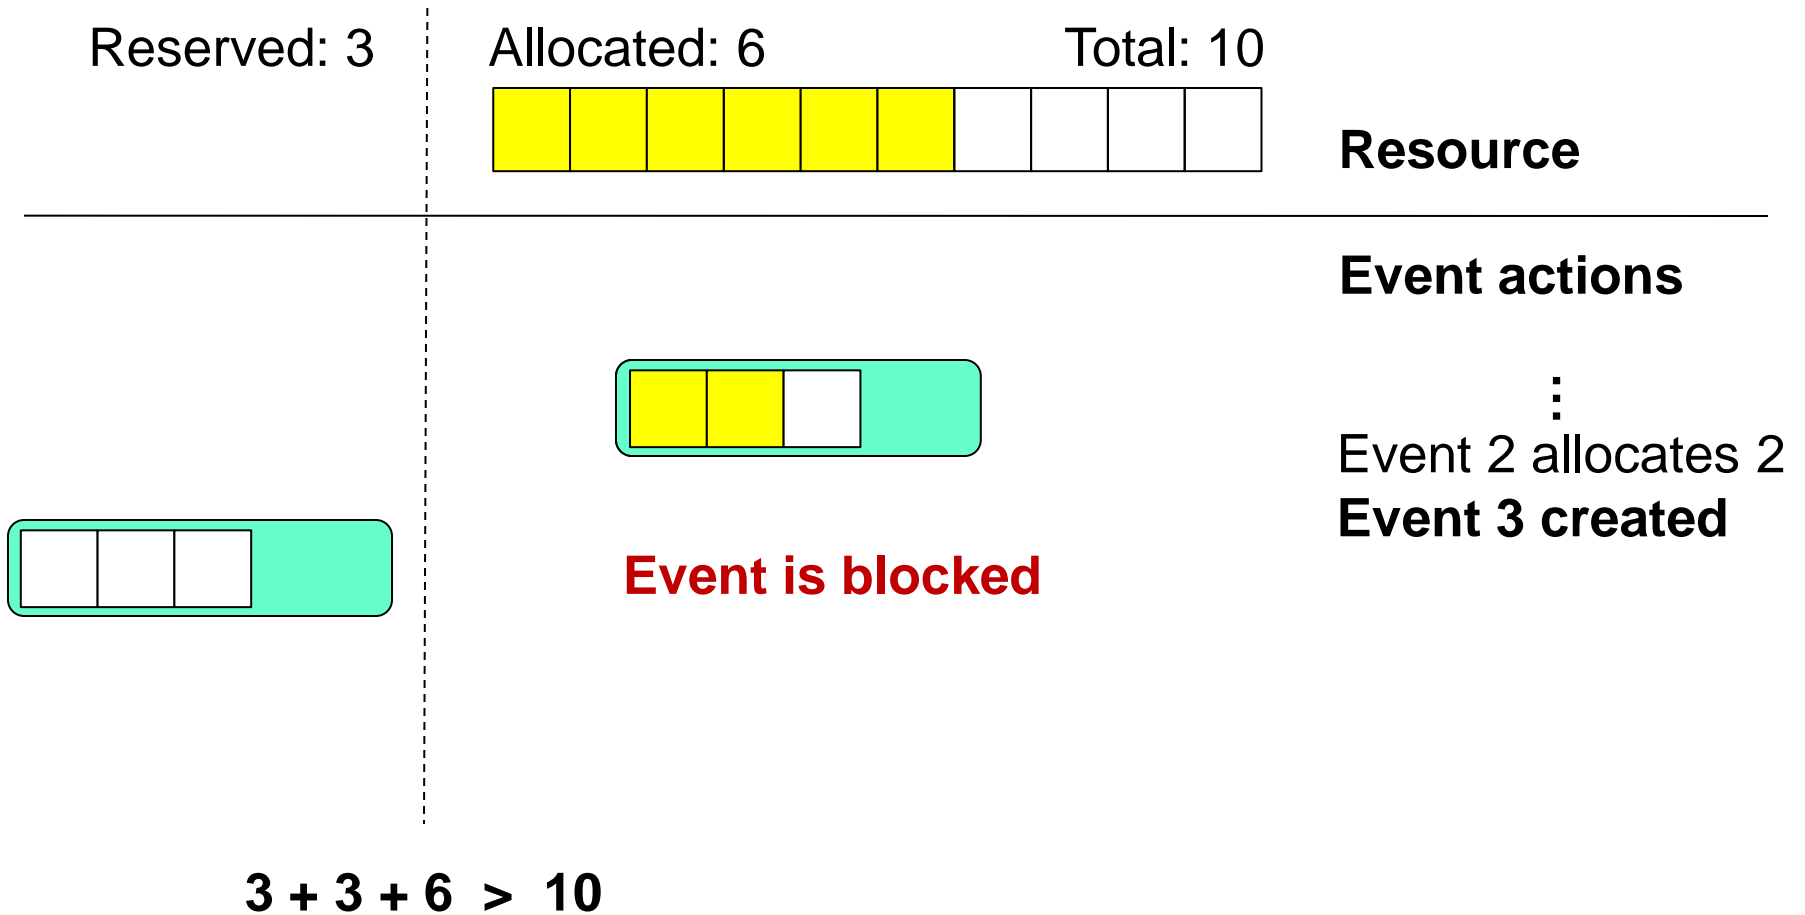 Reserved: 3
Allocated: 6
Total: 10
Resource
Event actions
⋮
Event 2 allocates 2
Event 3 created
Event is blocked
3 + 3 + 6 > 10